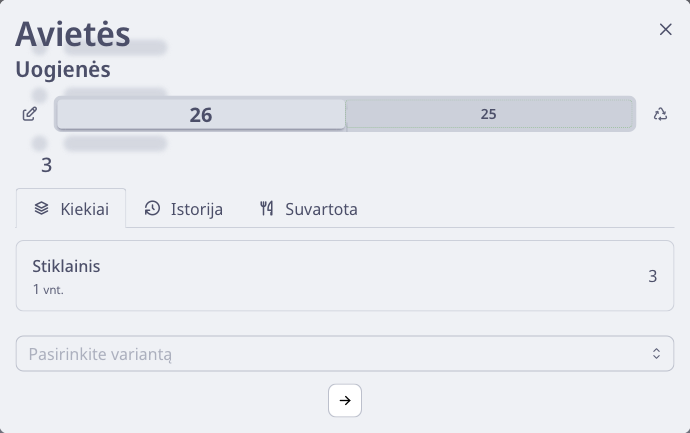 Avietės
Uogienės
26 25
3
Kiekiai Istorija Suvartota
Stiklainis
1 vnt.
3
Pasirinkite variantą